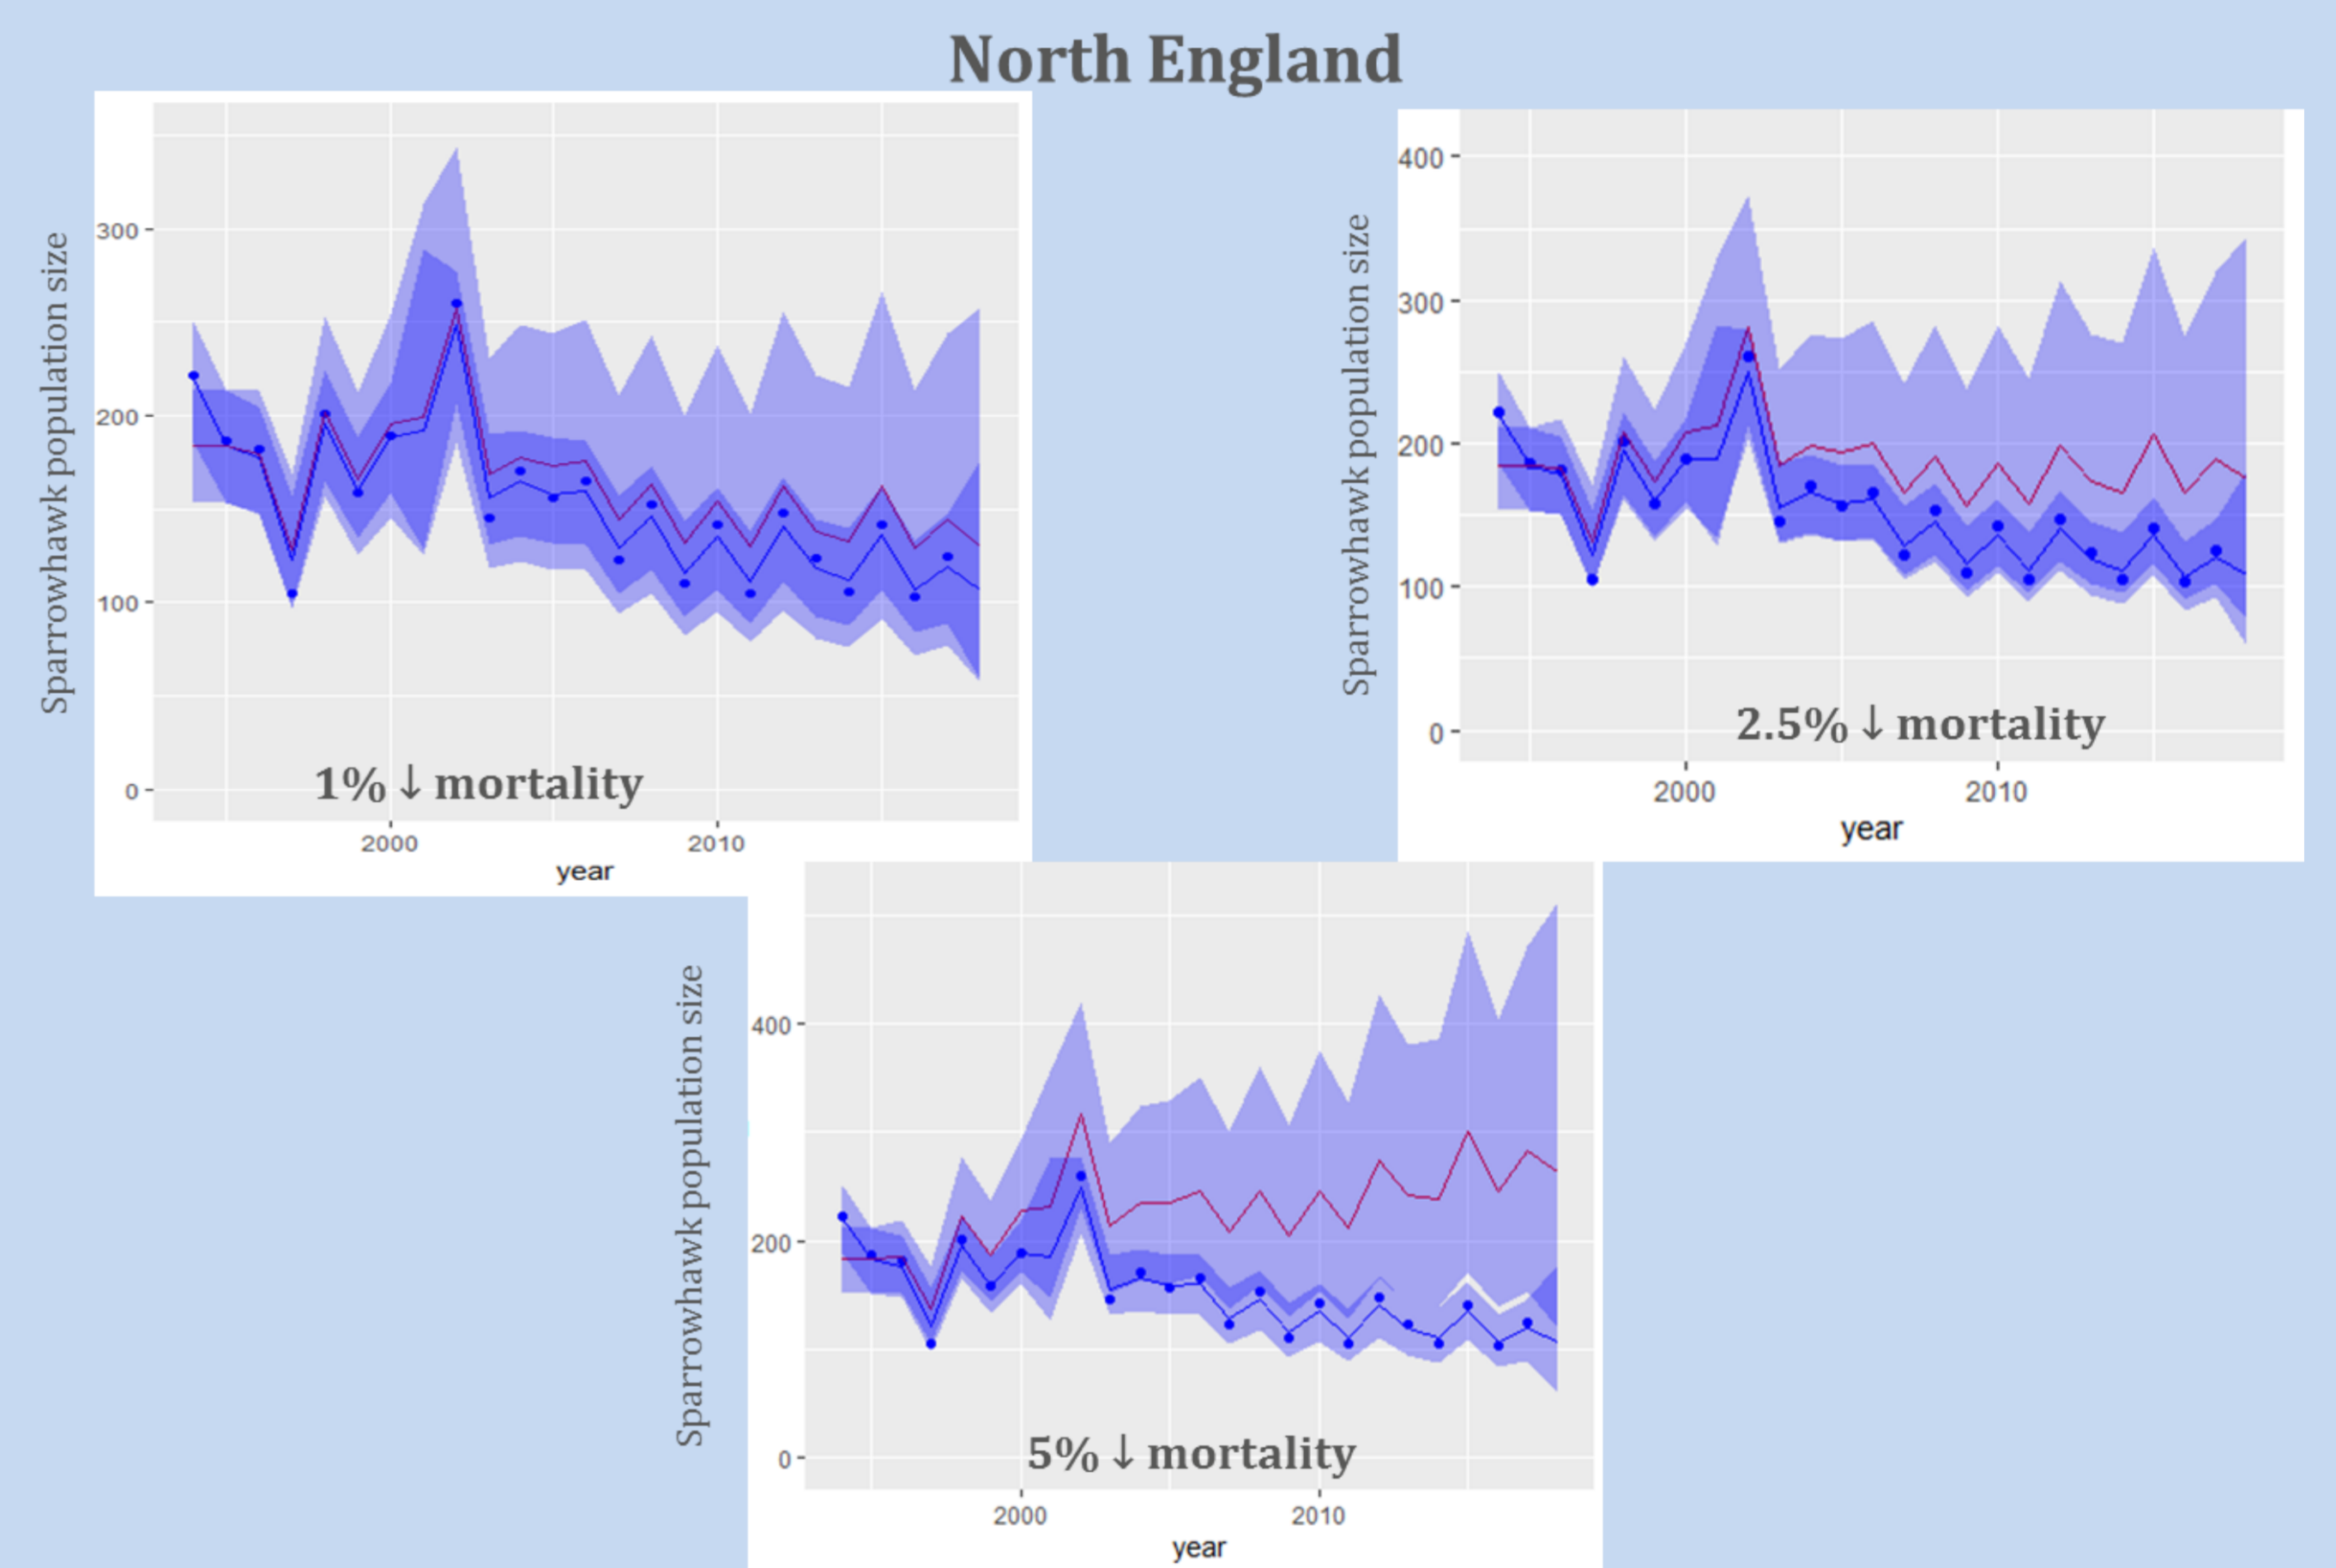 North England
Sparrowhawk population size
300
200
100
0
1%↓mortality
2000
2010
year
Sparrowhawk population size
400
300
200
100
0
2.5%↓mortality
2000
2010
year
Sparrowhawk population size
400
200
0
5%↓mortality
2000
2010
year